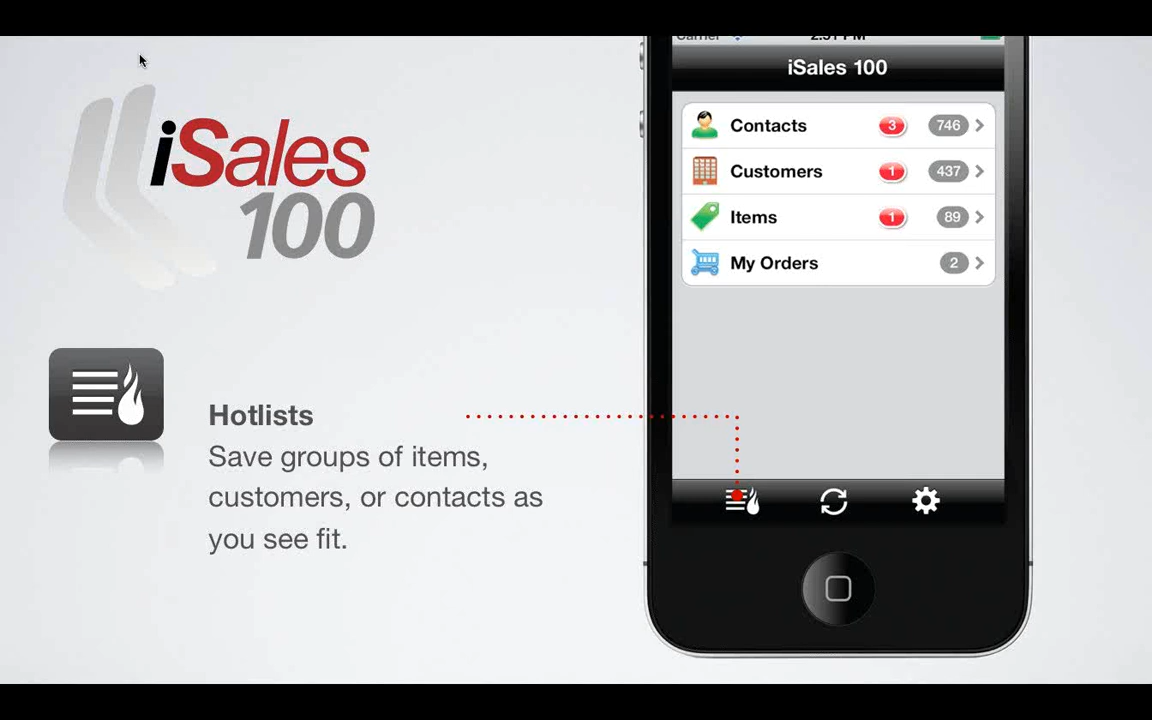 iSales
100
Hotlists
Save groups of items,
customers, or contacts as
you see fit.
iSales 100
Contacts 3 746
Customers 1 437
Items 1 89
My Orders 2